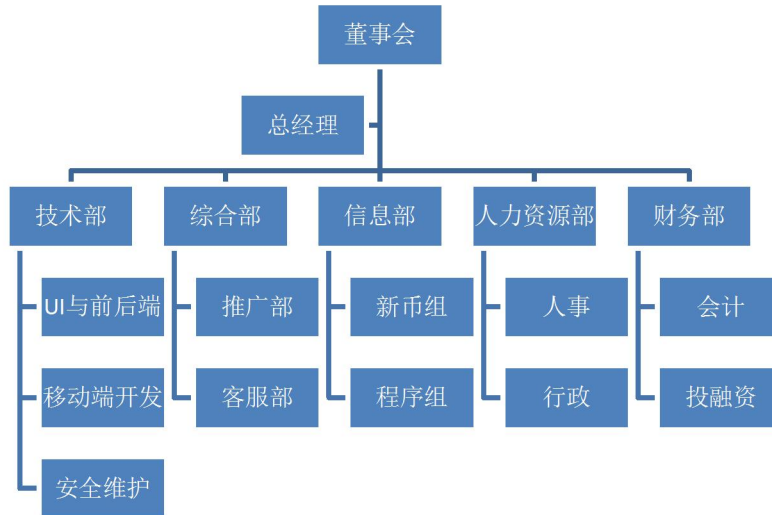 董事会
总经理
技术部
综合部
信息部
人力资源部
财务部
UI与前后端
推广部
新币组
人事
会计
移动端开发
客服部
程序组
行政
投融资
安全维护